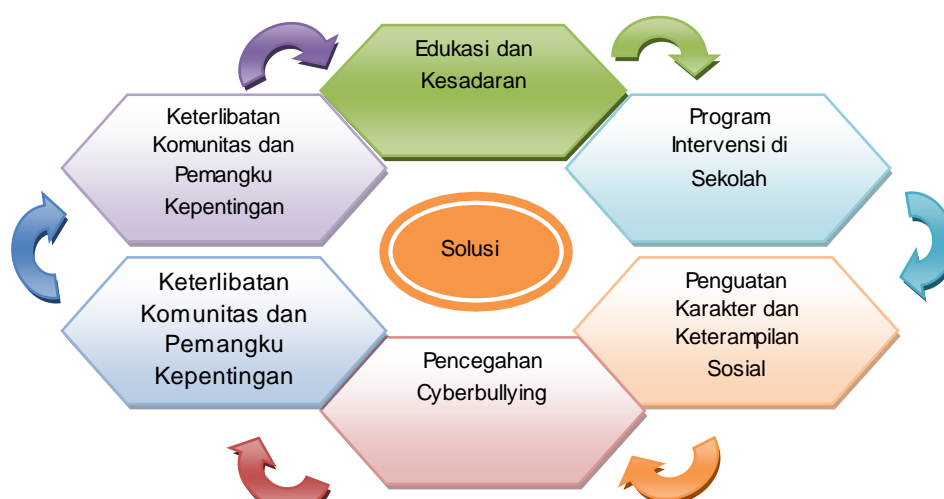 Edukasi dan
Kesadaran
Program
Intervensi di
Sekolah
Penguatan
Karakter dan
Keterampilan
Sosial
Pencegahan
Cyberbullying
Keterlibatan
Komunitas dan
Pemangku
Kepentingan
Keterlibatan
Komunitas dan
Pemangku
Kepentingan
Solusi